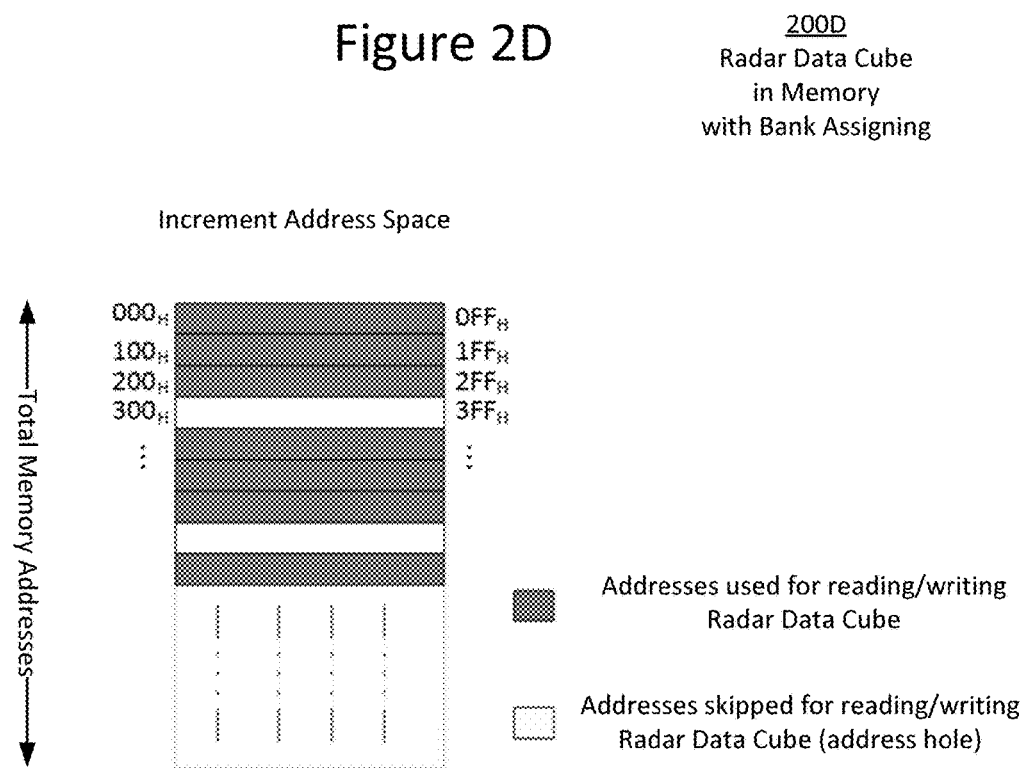 Figure 2D
200D
Radar Data Cube
in Memory
with Bank Assigning
Increment Address Space
000H 0FFH
100H 1FFH
200H 2FFH
300H 3FFH
⋮ ⋮
Total Memory Addresses
Addresses used for reading/writing
Radar Data Cube
Addresses skipped for reading/writing
Radar Data Cube (address hole)